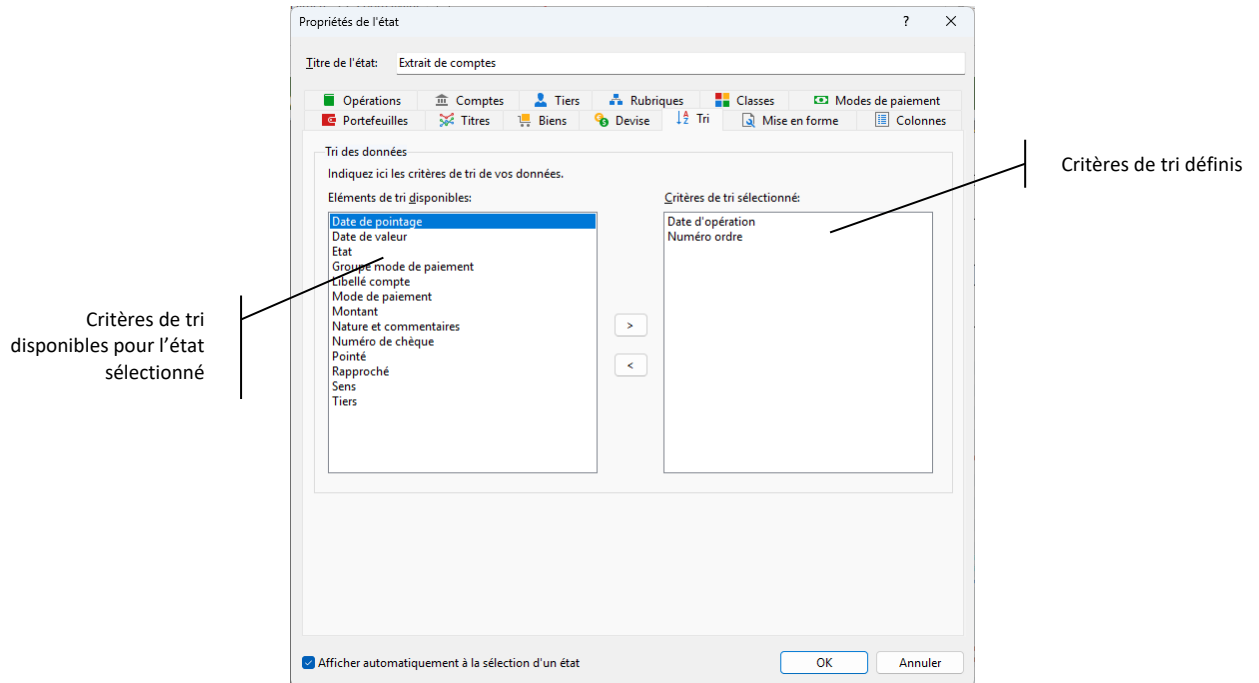 Propriétés de l'état
?
Titre de l'état: Extrait de comptes
Opérations Comptes Tiers Rubriques Classes Modes de paiement
Portefeuilles Titres Biens Devise Tri Mise en forme Colonnes
Tri des données
Indiquez ici les critères de tri de vos données.
Eléments de tri disponibles:
Date de pointage
Date de valeur
Etat
Groupe mode de paiement
Libellé compte
Mode de paiement
Montant
Nature et commentaires
Numéro de chèque
Pointé
Rapproché
Sens
Tiers
>
<
Critères de tri sélectionné:
Date d'opération
Numéro ordre
Afficher automatiquement à la sélection d'un état
OK Annuler
Critères de tri
disponibles pour l’état
sélectionné
Critères de tri définis